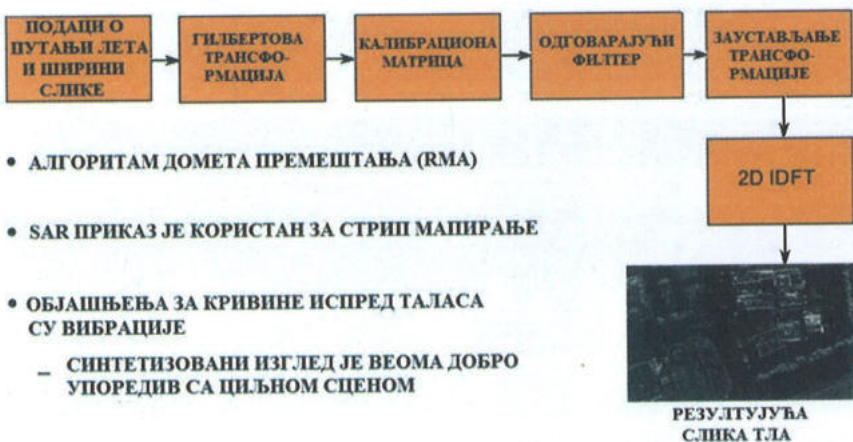 ПОДАЦИ О
ПУТАЊИ ЛЕТА
И ШИРИНИ
СЛИКЕ
ГИЛБЕРТОВА
ТРАНСФО-
РМАЦИЈА
КАЛИБРАЦИОНА
МАТРИЦА
ОДГОВАРАЈУЋИ
ФИЛТЕР
ЗАУСТАВЉАЊЕ
ТРАНСФО-
РМАЦИЈЕ
2D IDFT
• АЛГОРИТАМ ДОМЕТА ПРЕМЕШТАЊА (RMA)
• SAR ПРИКАЗ ЈЕ КОРИСТАН ЗА СТРИП МАПИРАЊЕ
• ОБЈАШЊЕЊА ЗА КРИВИНЕ ИСПРЕД ТАЛАСА
СУ ВИБРАЦИЈЕ
– СИНТЕТИЗОВАНИ ИЗГЛЕД ЈЕ ВЕОМА ДОБРО
УПОРЕДИВ СА ЦИЉНОМ СЦЕНОМ
РЕЗУЛТУЈУЋА
СЛИКА ТЛА